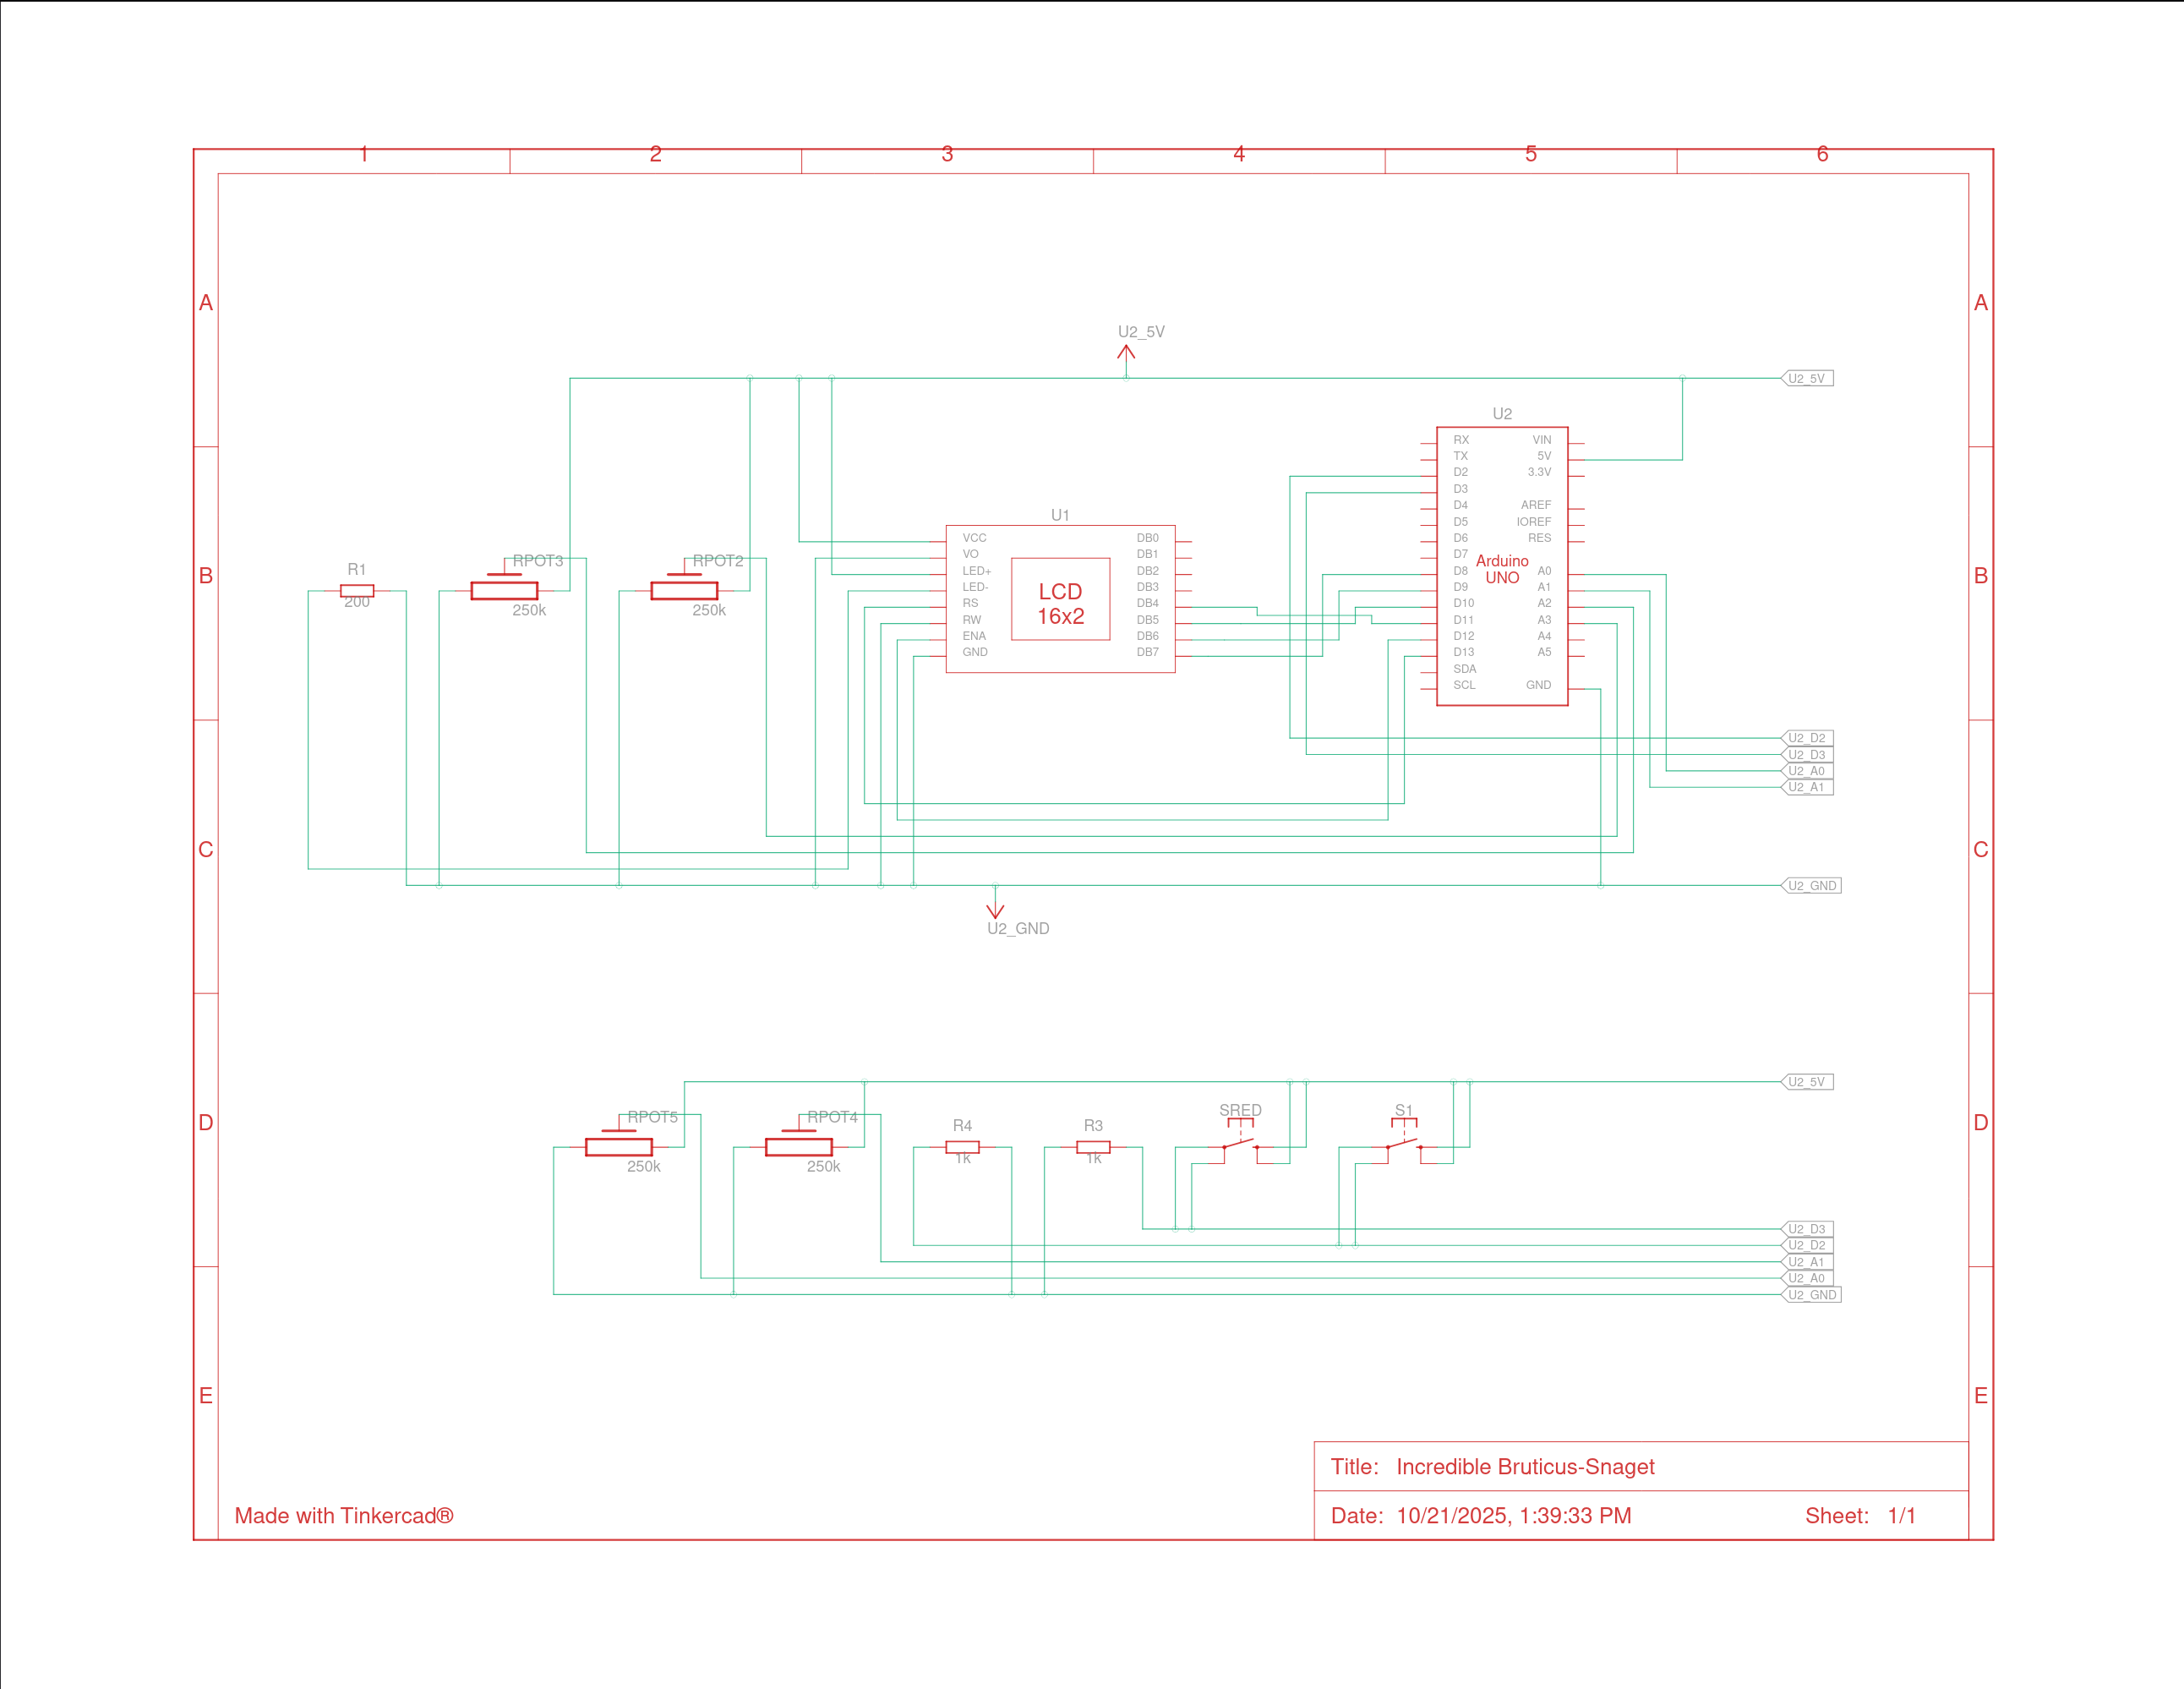 1 2 3 4 5 6
A A
U2_5V
U2_5V
U2
RX VIN
TX 5V
D2 3.3V
D3
D4 AREF
D5 IOREF
D6 RES
D7
Arduino
UNO
D8 A0
D9 A1
D10 A2
D11 A3
D12 A4
D13 A5
SDA
SCL GND
U1
VCC DB0
VO DB1
LED+ DB2
LED- DB3
RS DB4
RW DB5
ENA DB6
GND DB7
LCD
16x2
B B
R1
200
RPOT3
250k
RPOT2
250k
U2_D2
U2_D3
U2_A0
U2_A1
C C
U2_GND
U2_GND
U2_5V
D D
RPOT5
250k
RPOT4
250k
R4
1k
R3
1k
SRED
S1
U2_D3
U2_D2
U2_A1
U2_A0
U2_GND
E E
Title: Incredible Bruticus-Snaget
Made with Tinkercad®
Date: 10/21/2025, 1:39:33 PM Sheet: 1/1